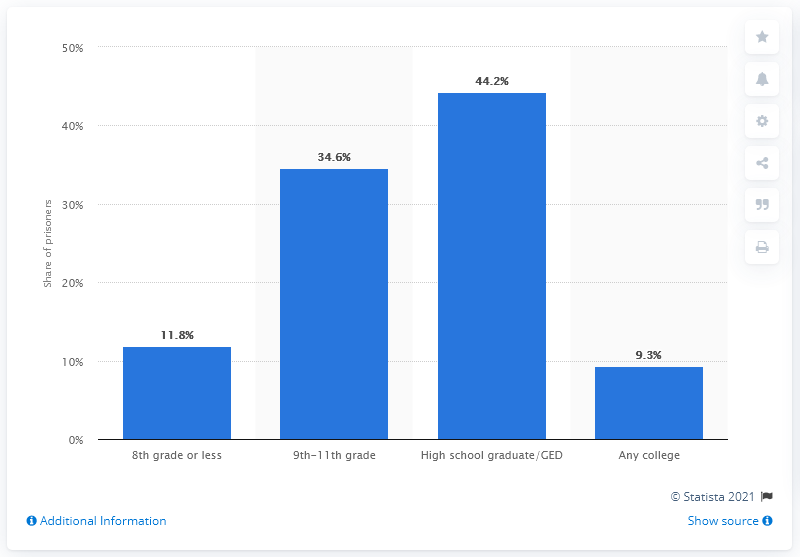 50%
40%
30%
20%
10%
0%
Share of prisoners
11.8%
34.6%
44.2%
9.3%
8th grade or less
9th-11th grade
High school graduate/GED
Any college
© Statista 2021
Additional Information
Show source